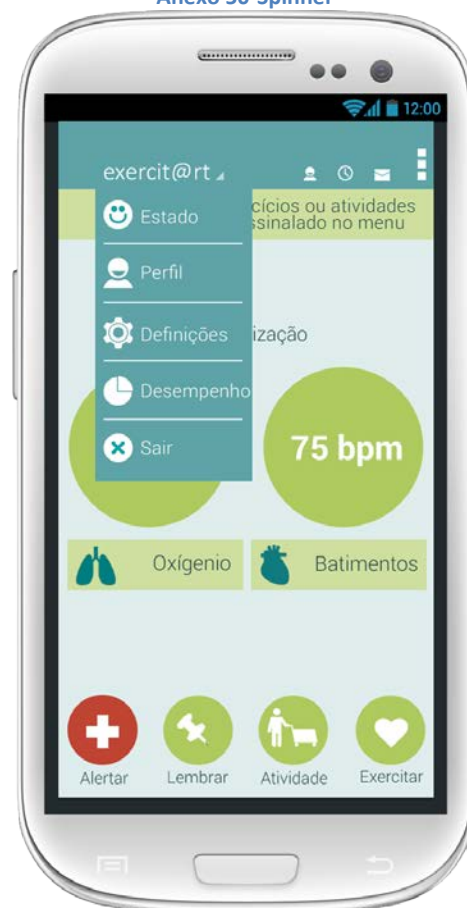 Anexo 30-Spinner
12:00
exercit@rt
cícios ou atividades
ssinalado no menu
Estado
Perfil
ização
Definições
Desempenho
Sair
75 bpm
Oxígenio
Batimentos
Alertar
Lembrar
Atividade
Exercitar